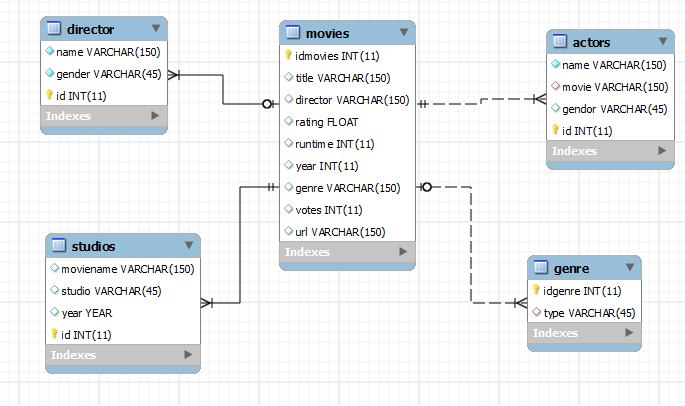 director
name VARCHAR(150)
gender VARCHAR(45)
id INT(11)
Indexes
movies
idmovies INT(11)
title VARCHAR(150)
director VARCHAR(150)
rating FLOAT
runtime INT(11)
year INT(11)
genre VARCHAR(150)
votes INT(11)
url VARCHAR(150)
Indexes
actors
name VARCHAR(150)
movie VARCHAR(150)
gendor VARCHAR(45)
id INT(11)
Indexes
studios
moviename VARCHAR(150)
studio VARCHAR(45)
year YEAR
id INT(11)
Indexes
genre
idgenre INT(11)
type VARCHAR(45)
Indexes